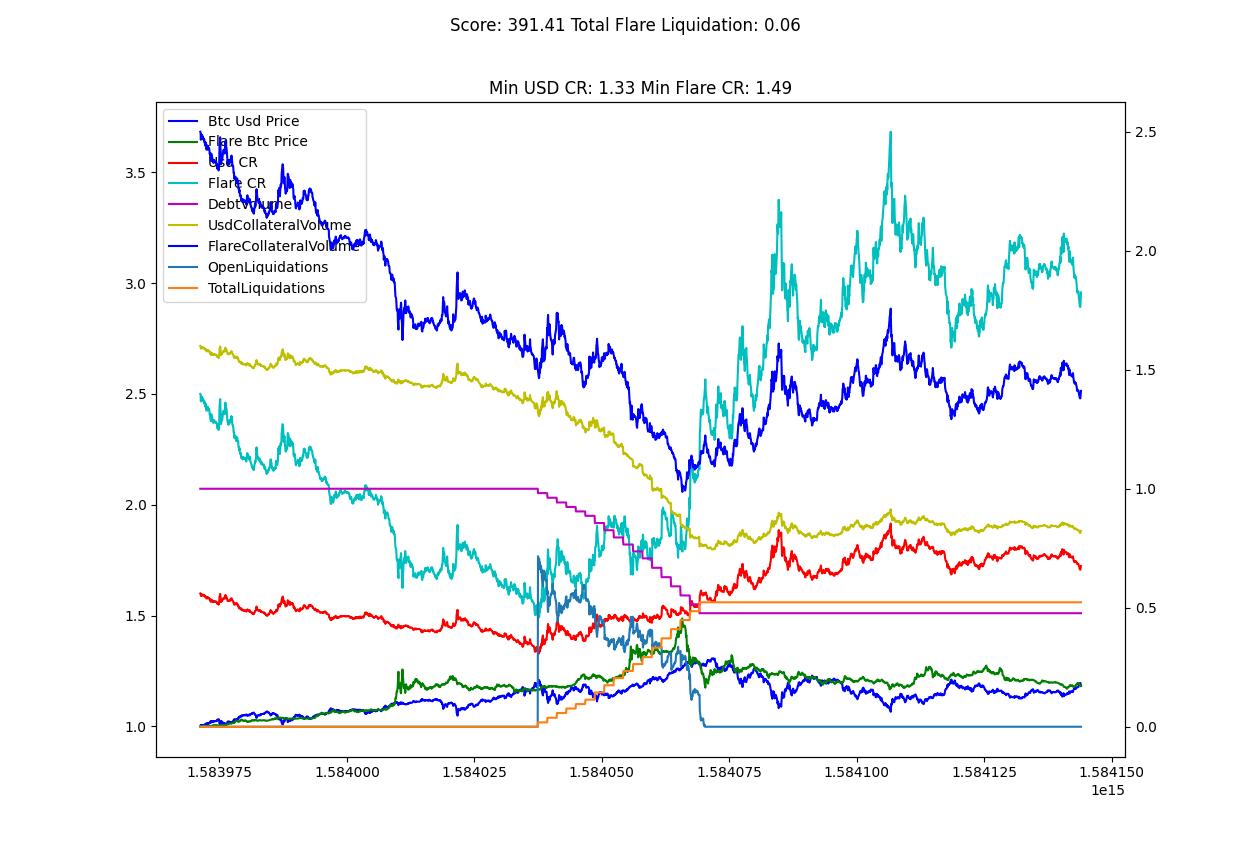 Score: 391.41 Total Flare Liquidation: 0.06
Min USD CR: 1.33 Min Flare CR: 1.49
Btc Usd Price
Flare Btc Price
Usd CR
Flare CR
DebtVolume
UsdCollateralVolume
FlareCollateralVolume
OpenLiquidations
TotalLiquidations
3.5
3.0
2.5
2.0
1.5
1.0
2.5
2.0
1.5
1.0
0.5
0.0
1.583975
1.584000
1.584025
1.584050
1.584075
1.584100
1.584125
1.584150
1e15